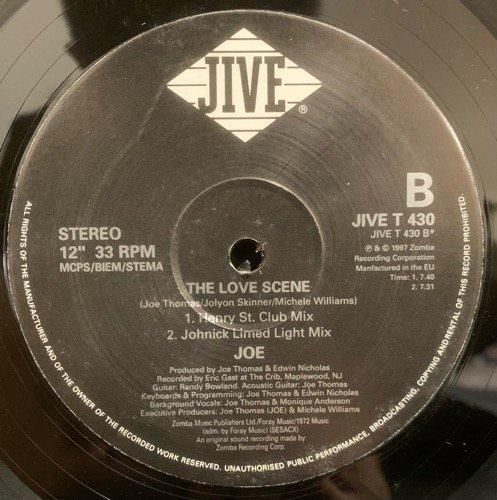 JIVE
®
B
JIVE T 430
JIVE T 430 B*
STEREO
12" 33 RPM
MCPS/BIEM/STEMA
℗ & © 1997 Zomba
Recording Corporation
Manfactured in the EU
Time: 1. 7.40
2. 7.31
THE LOVE SCENE
(Joe Thomas/Jolyon Skinner/Michele Williams)
1. Henry St. Club Mix
2. Johnick Limed Light Mix
JOE
Produced by Joe Thomas & Edwin Nicholas
Recorded by Eric Gast at The Crib, Maplewood, NJ
Guitar: Randy Bowland. Acoustic Guitar: Joe Thomas
Keyboards & Programming: Joe Thomas & Edwin Nicholas
Background Vocals: Joe Thomas & Monique Anderson
Executive Producers: Joe Thomas (JOE) & Michele Williams
Zomba Music Publishers Ltd/Foray Music/1972 Music
(adm. by Foray Music) (SESACX)
An original sound recording made by
Zomba Recording Corp.
ALL RIGHTS OF THE MANUFACTURER AND OF THE OWNER OF THE RECORDED WORK RESERVED. UNAUTHORISED PUBLIC PERFORMANCE, BROADCASTING, COPYING AND RENTAL OF THIS RECORD PROHIBITED.